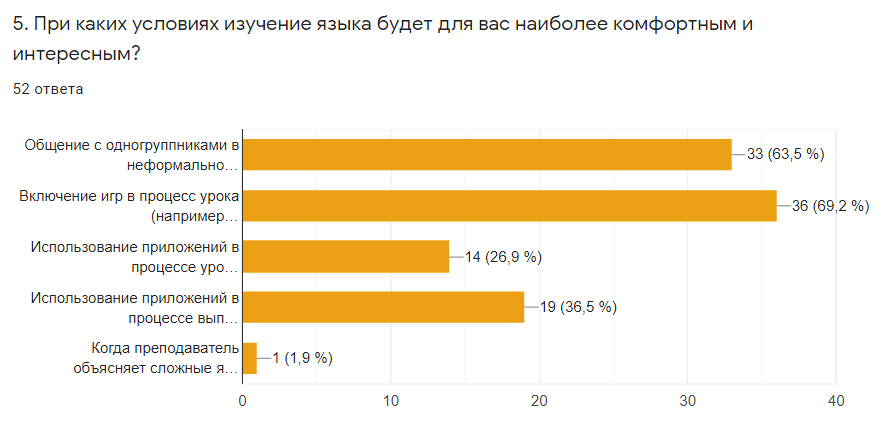 5. При каких условиях изучение языка будет для вас наиболее комфортным и
интересным?
52 ответа
Общение с одногруппниками в
неформально…
33 (63,5 %)
Включение игр в процесс урока
(например…
36 (69,2 %)
Использование приложений в
процессе уро…
14 (26,9 %)
Использование приложений в
процессе вып…
19 (36,5 %)
Когда преподаватель
объясняет сложные я…
1 (1,9 %)
0 10 20 30 40